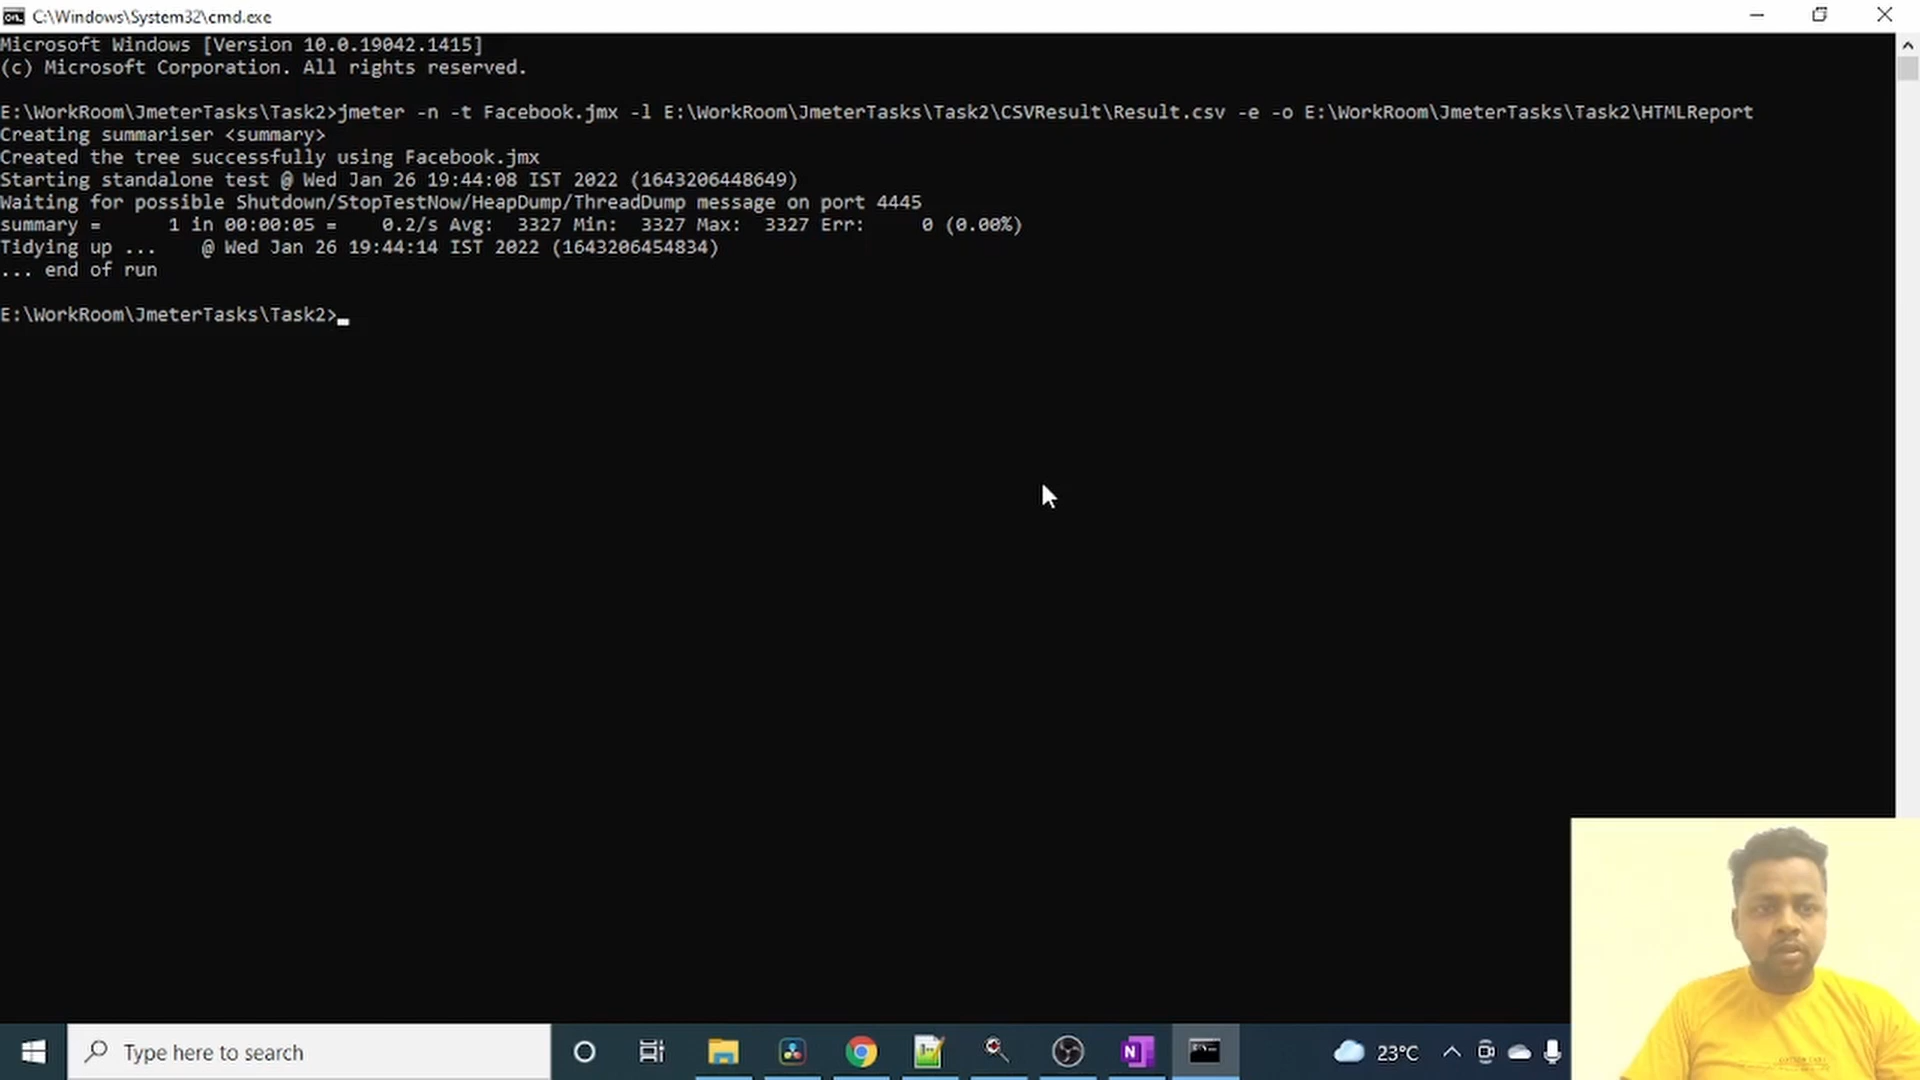 C:\Windows\System32\cmd.exe
Microsoft Windows [Version 10.0.19042.1415]
(c) Microsoft Corporation. All rights reserved.
E:\WorkRoom\JmeterTasks\Task2>jmeter -n -t Facebook.jmx -l E:\WorkRoom\JmeterTasks\Task2\CSVResult\Result.csv -e -o E:\WorkRoom\JmeterTasks\Task2\HTMLReport
Creating summariser <summary>
Created the tree successfully using Facebook.jmx
Starting standalone test @ Wed Jan 26 19:44:08 IST 2022 (1643206448649)
Waiting for possible Shutdown/StopTestNow/HeapDump/ThreadDump message on port 4445
summary =      1 in 00:00:05 =    0.2/s Avg:  3327 Min:  3327 Max:  3327 Err:     0 (0.00%)
Tidying up ...    @ Wed Jan 26 19:44:14 IST 2022 (1643206454834)
... end of run
E:\WorkRoom\JmeterTasks\Task2>
Type here to search
23°C